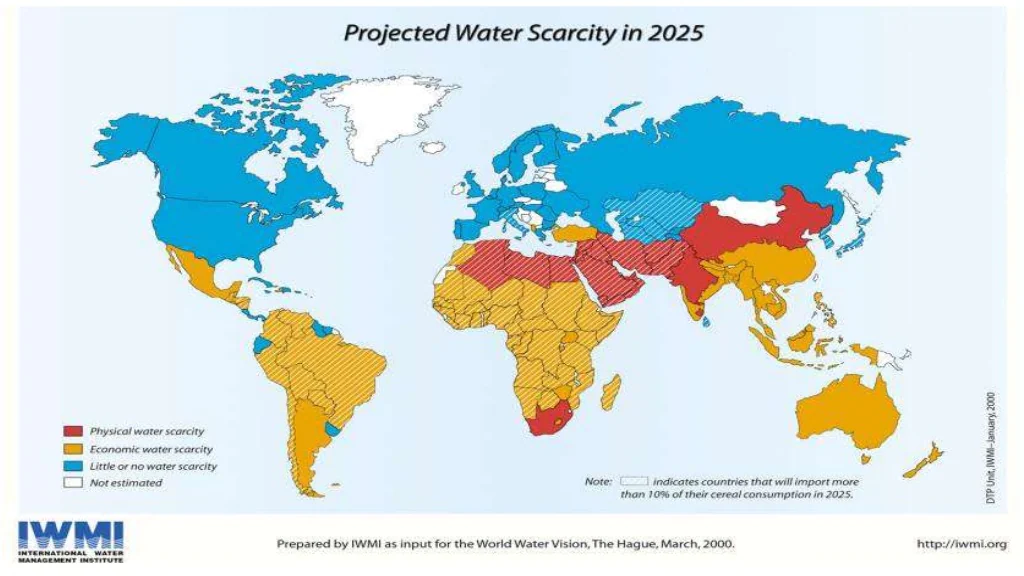 Projected Water Scarcity in 2025
Physical water scarcity
Economic water scarcity
Little or no water scarcity
Not estimated
Note: indicates countries that will import more
than 10% of their cereal consumption in 2025.
DTP Unit, IWMI–January, 2000
IWMI
INTERNATIONAL WATER
MANAGEMENT INSTITUTE
Prepared by IWMI as input for the World Water Vision, The Hague, March, 2000.
http://iwmi.org